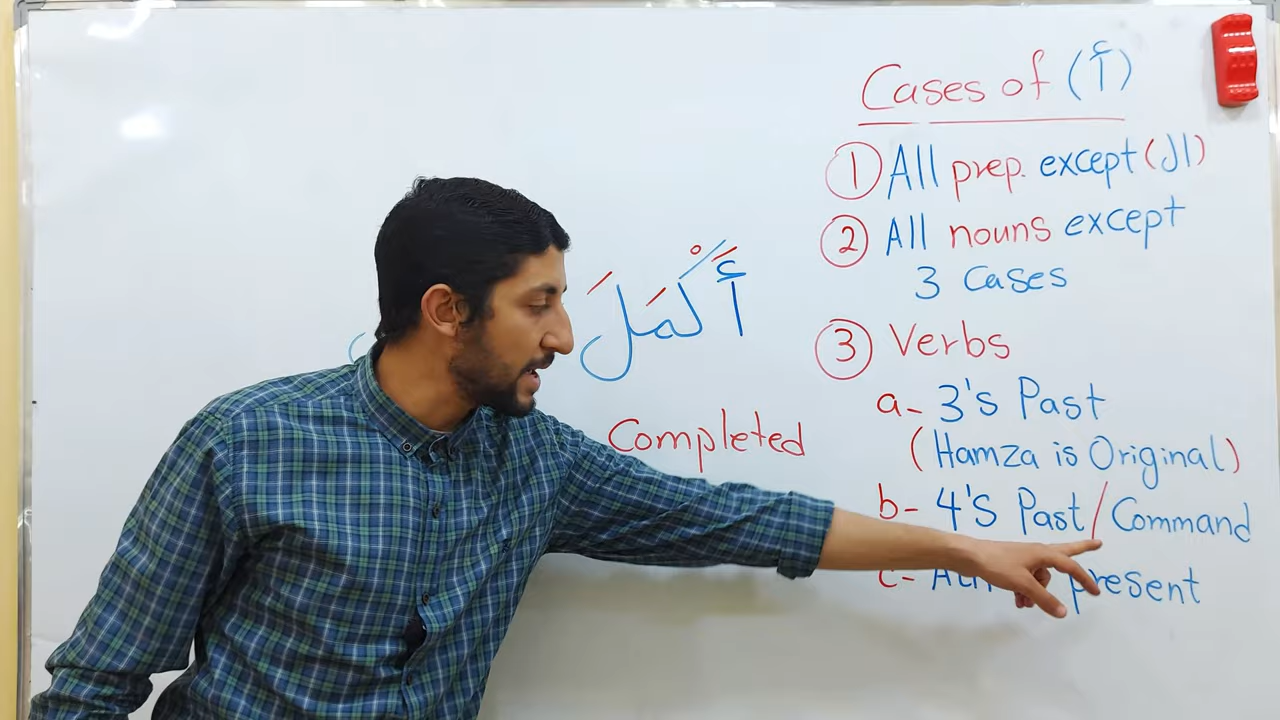 Cases of (أ)
① All prep. except (ال)
② All nouns except
3 Cases
③ Verbs
a- 3's Past
(Hamza is Original)
b- 4's Past / Command
c- present
أَكْمَلَ
Completed